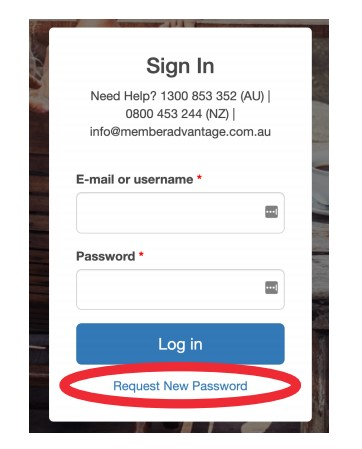 Sign In
Need Help? 1300 853 352 (AU) |
0800 453 244 (NZ) |
info@memberadvantage.com.au
E-mail or username *
Password *
Log in
Request New Password